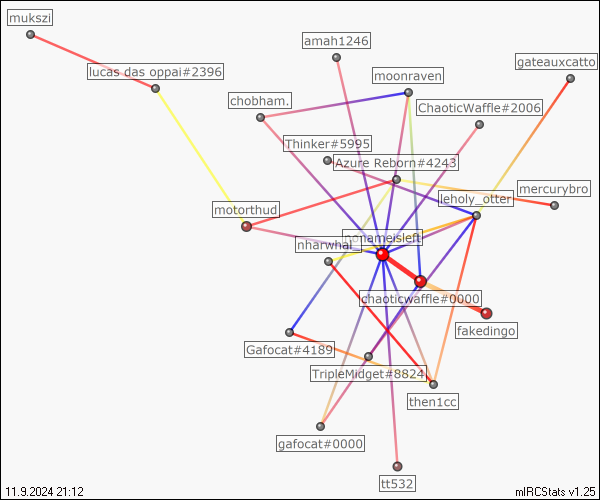 mukszi
amah1246
gateauxcatto
lucas das oppai#2396
moonraven
chobham.
ChaoticWaffle#2006
Thinker#5995
Azure Reborn#4243
mercurybro
leholy_otter
motorthud
nonameisleft
nharwhal_
chaoticwaffle#0000
fakedingo
Gafocat#4189
TripleMidget#8824
then1cc
gafocat#0000
tt532
11.9.2024 21:12
mIRCStats v1.25